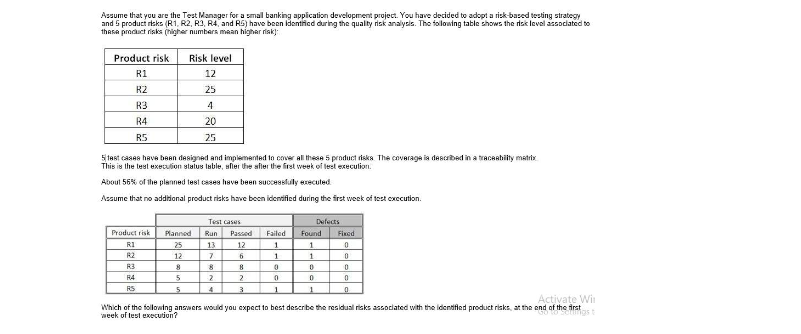 Assume that you are the Test Manager for a small banking application development project. You have decided to adopt a risk-based testing strategy
and 5 product risks (R1, R2, R3, R4, and R5) have been identified during the quality risk analysis. The following table shows the risk level associated to
these product risks (higher numbers mean higher risk):
Product risk Risk level
R1 12
R2 25
R3 4
R4 20
R5 25
5 test cases have been designed and implemented to cover all these 5 product risks. The coverage is described in a traceability matrix.
This is the test execution status table, after the after the first week of test execution.
About 56% of the planned test cases have been successfully executed.
Assume that no additional product risks have been identified during the first week of test execution.
Test cases Defects
Product risk Planned Run Passed Failed Found Fixed
R1 25 13 12 1 1 0
R2 12 7 6 1 1 0
R3 8 8 8 0 0 0
R4 5 2 2 0 0 0
R5 5 4 3 1 1 0
Activate Wi
Which of the following answers would you expect to best describe the residual risks associated with the identified product risks, at the end of the first
week of test execution?